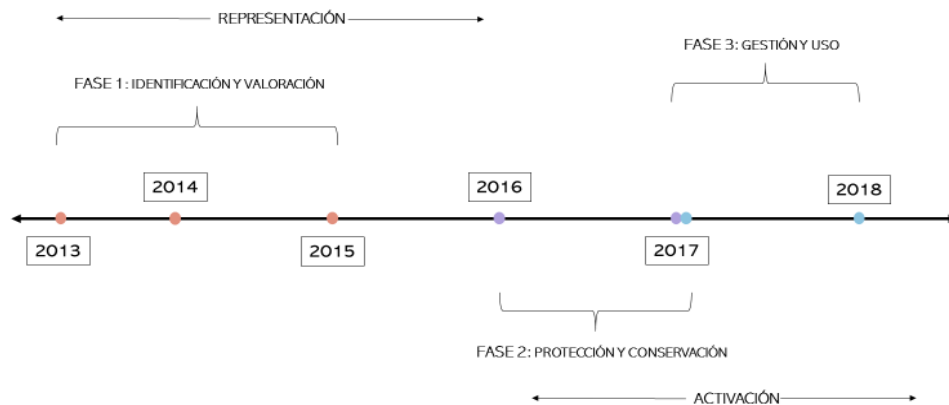 REPRESENTACIÓN
FASE 3: GESTIÓN Y USO
FASE 1: IDENTIFICACIÓN Y VALORACIÓN
2014
2016
2018
2013
2015
2017
FASE 2: PROTECCIÓN Y CONSERVACIÓN
ACTIVACIÓN